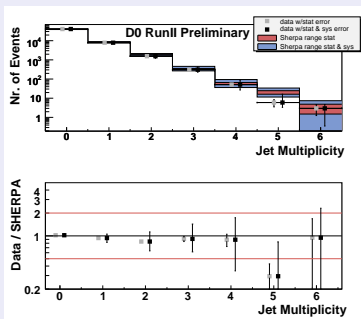 D0 RunII Preliminary
data w/stat error
data w/stat & sys error
Sherpa range stat
Sherpa range stat & sys
Nr. of Events
10⁴
10³
10²
10
1
0 1 2 3 4 5 6
Jet Multiplicity
Data / SHERPA
5
4
3
2
1
0.2
0 1 2 3 4 5 6
Jet Multiplicity